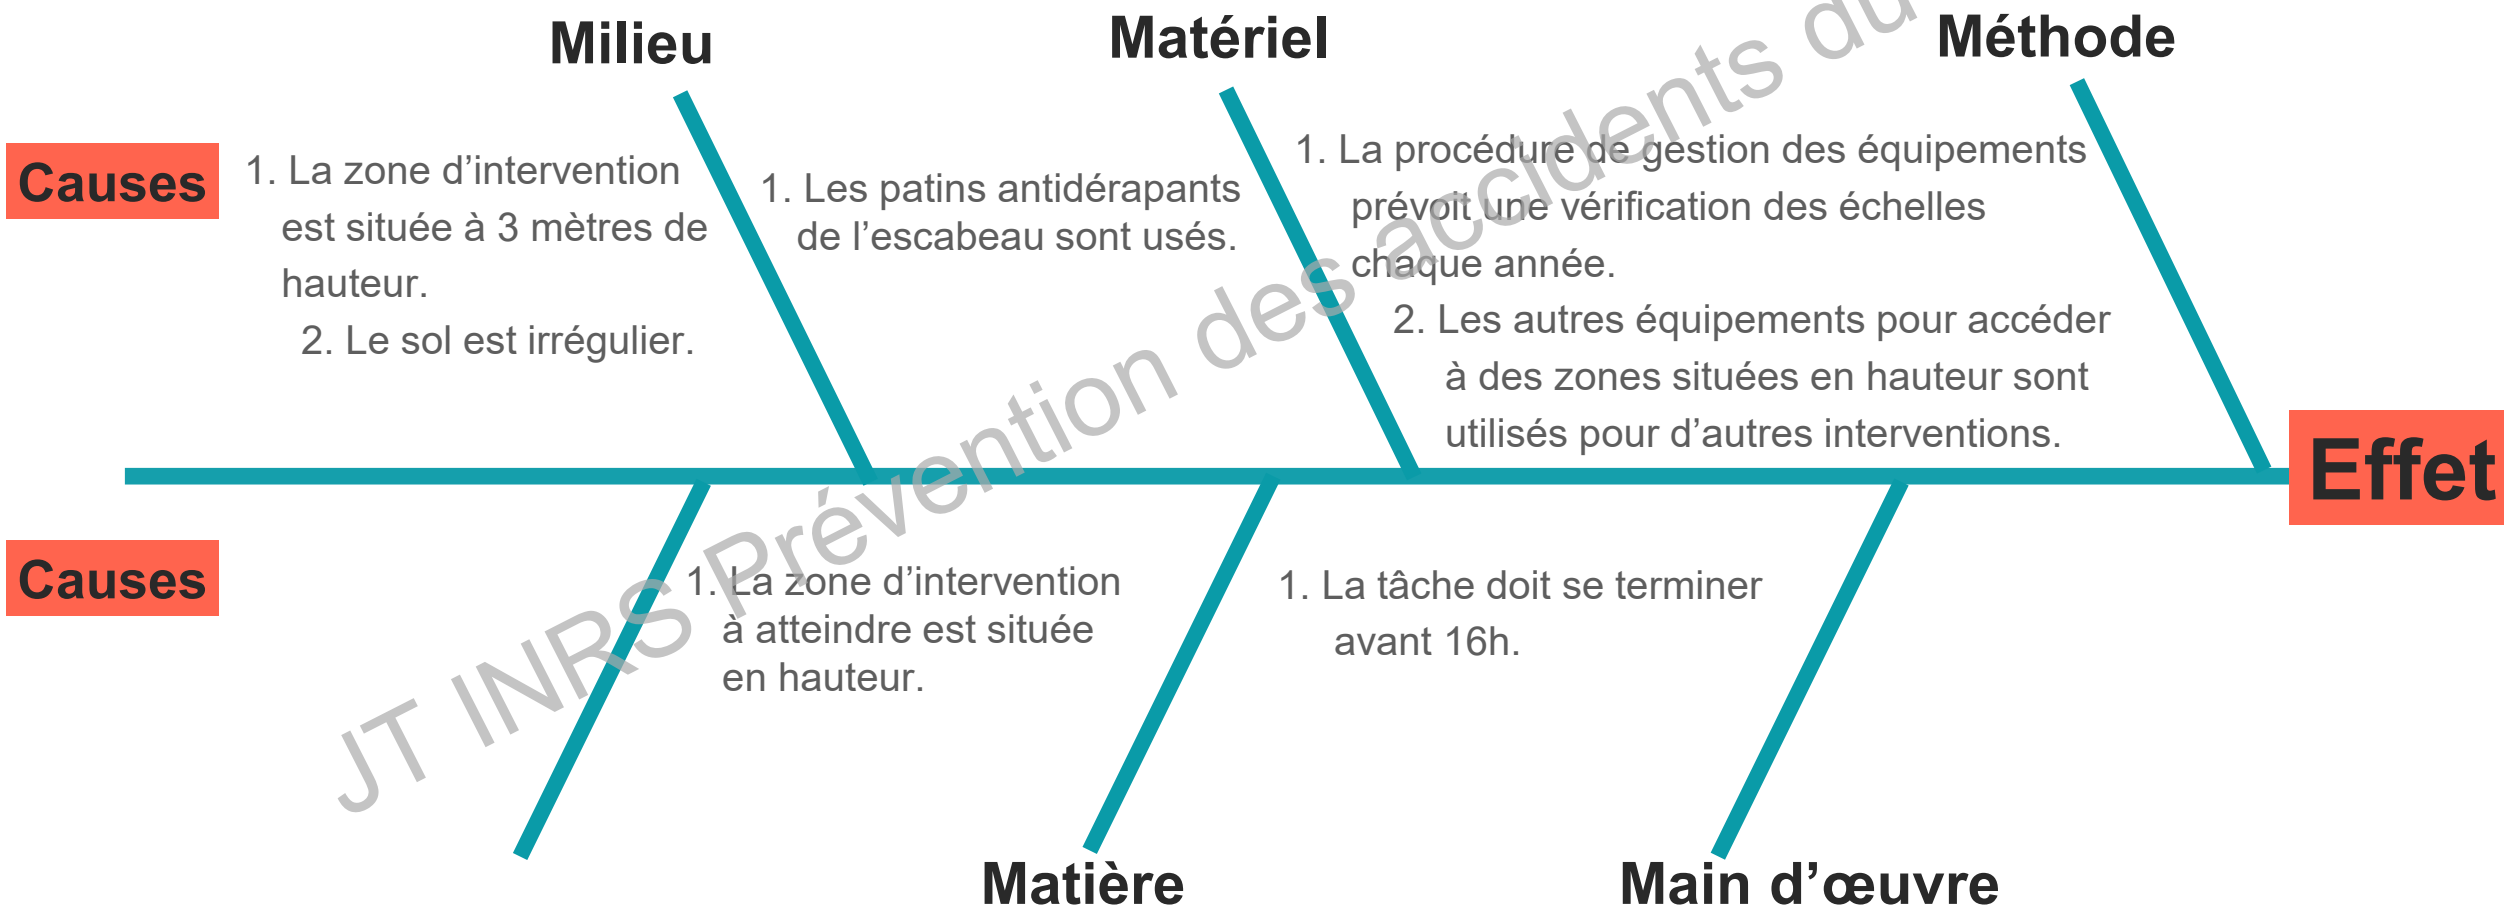 Milieu
Matériel
Méthode
Causes
1. La zone d’intervention
est située à 3 mètres de
hauteur.
2. Le sol est irrégulier.
1. Les patins antidérapants
de l’escabeau sont usés.
1. La procédure de gestion des équipements
prévoit une vérification des échelles
chaque année.
2. Les autres équipements pour accéder
à des zones situées en hauteur sont
utilisés pour d’autres interventions.
Effet
Causes
1. La zone d’intervention
à atteindre est située
en hauteur.
1. La tâche doit se terminer
avant 16h.
Matière
Main d’œuvre
JT INRS Prévention des accidents du